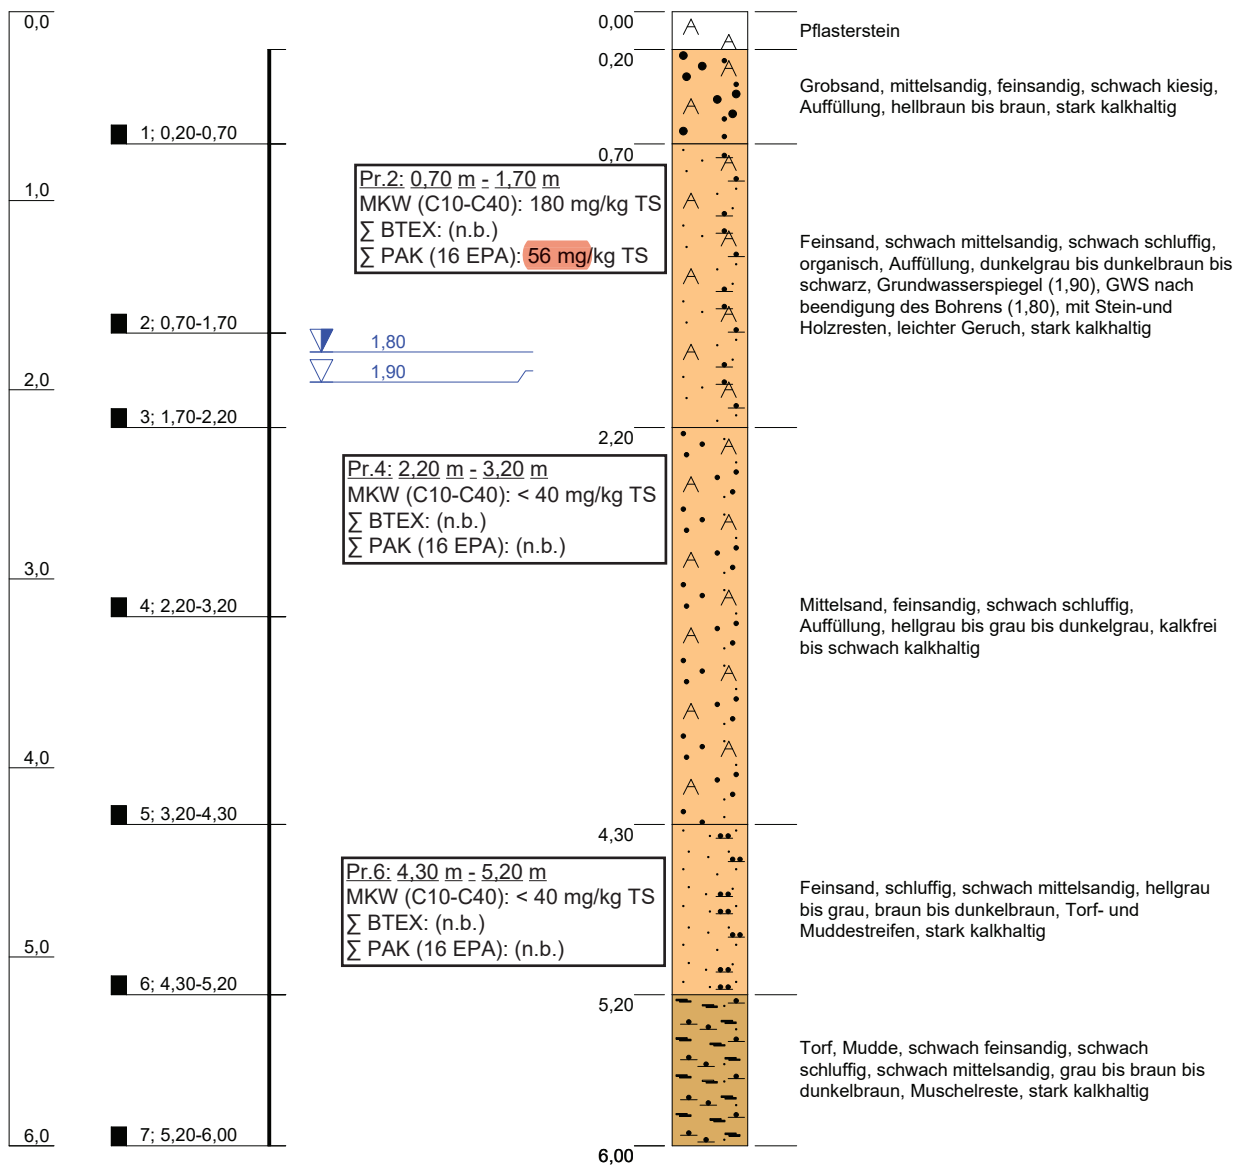 0,0
1,0
2,0
3,0
4,0
5,0
6,0
1; 0,20-0,70
2; 0,70-1,70
3; 1,70-2,20
4; 2,20-3,20
5; 3,20-4,30
6; 4,30-5,20
7; 5,20-6,00
1,80
1,90
Pr.2: 0,70 m - 1,70 m
MKW (C10-C40): 180 mg/kg TS
∑ BTEX: (n.b.)
∑ PAK (16 EPA): 56 mg/kg TS
Pr.4: 2,20 m - 3,20 m
MKW (C10-C40): < 40 mg/kg TS
∑ BTEX: (n.b.)
∑ PAK (16 EPA): (n.b.)
Pr.6: 4,30 m - 5,20 m
MKW (C10-C40): < 40 mg/kg TS
∑ BTEX: (n.b.)
∑ PAK (16 EPA): (n.b.)
0,00
0,20
0,70
2,20
4,30
5,20
6,00
Pflasterstein
Grobsand, mittelsandig, feinsandig, schwach kiesig,
Auffüllung, hellbraun bis braun, stark kalkhaltig
Feinsand, schwach mittelsandig, schwach schluffig,
organisch, Auffüllung, dunkelgrau bis dunkelbraun bis
schwarz, Grundwasserspiegel (1,90), GWS nach
beendigung des Bohrens (1,80), mit Stein-und
Holzresten, leichter Geruch, stark kalkhaltig
Mittelsand, feinsandig, schwach schluffig,
Auffüllung, hellgrau bis grau bis dunkelgrau, kalkfrei
bis schwach kalkhaltig
Feinsand, schluffig, schwach mittelsandig, hellgrau
bis grau, braun bis dunkelbraun, Torf- und
Muddestreifen, stark kalkhaltig
Torf, Mudde, schwach feinsandig, schwach
schluffig, schwach mittelsandig, grau bis braun bis
dunkelbraun, Muschelreste, stark kalkhaltig